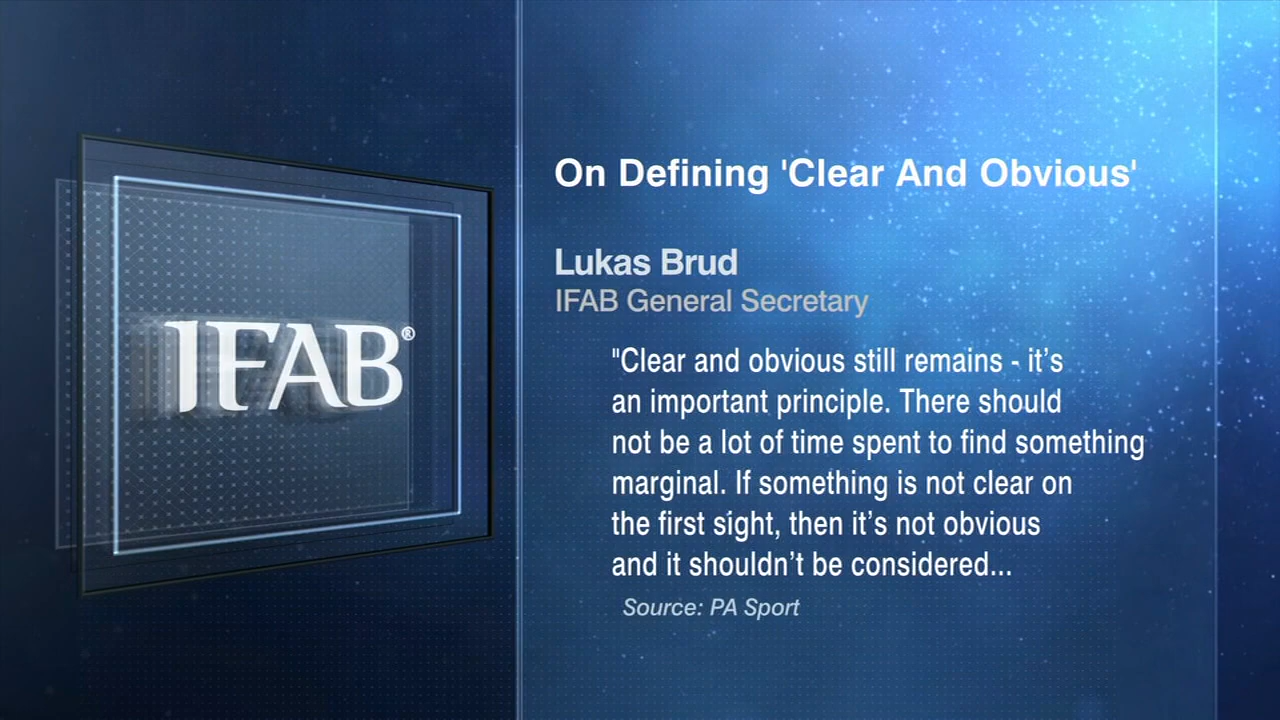 IFAB®
On Defining 'Clear And Obvious'
Lukas Brud
IFAB General Secretary
"Clear and obvious still remains - it’s
an important principle. There should
not be a lot of time spent to find something
marginal. If something is not clear on
the first sight, then it’s not obvious
and it shouldn’t be considered...
Source: PA Sport